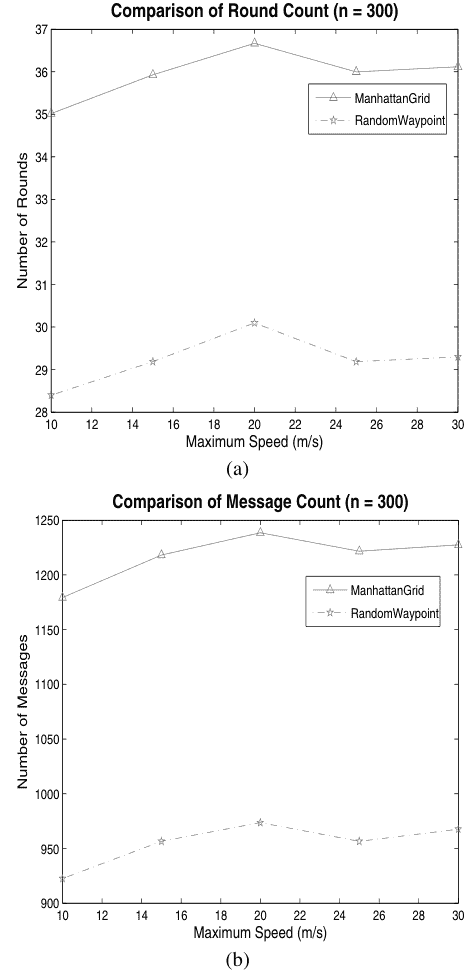 Comparison of Round Count (n = 300)
37
36
35
34
33
32
31
30
29
28
Number of Rounds
ManhattanGrid
RandomWaypoint
10 12 14 16 18 20 22 24 26 28 30
Maximum Speed (m/s)
(a)
Comparison of Message Count (n = 300)
1250
1200
1150
1100
1050
1000
950
900
Number of Messages
ManhattanGrid
RandomWaypoint
10 12 14 16 18 20 22 24 26 28 30
Maximum Speed (m/s)
(b)